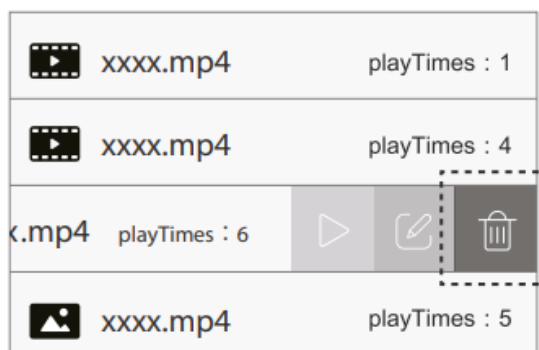 xxxx.mp4 playTimes : 1
xxxx.mp4 playTimes : 4
x.mp4 playTimes : 6
xxxx.mp4 playTimes : 5